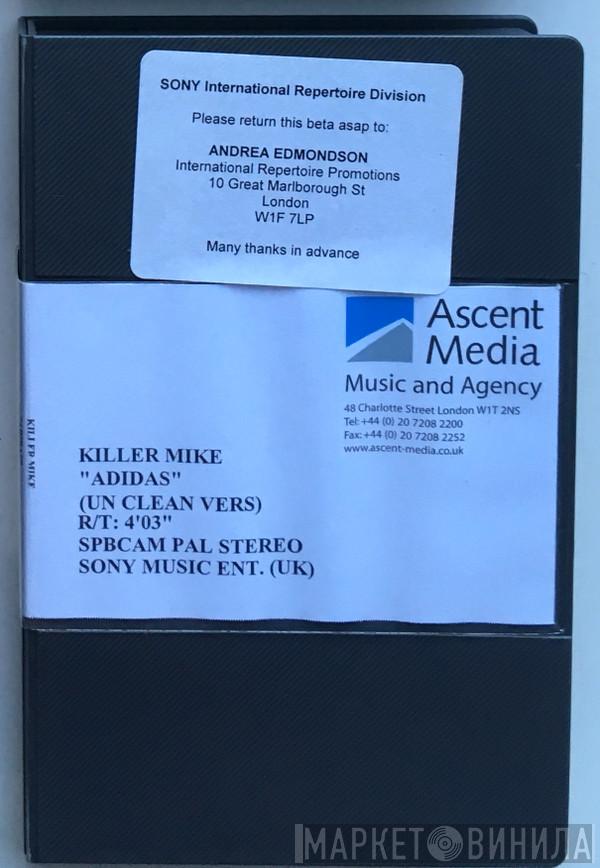 SONY International Repertoire Division
Please return this beta asap to:
ANDREA EDMONDSON
International Repertoire Promotions
10 Great Marlborough St
London
W1F 7LP
Many thanks in advance
Ascent
Media
Music and Agency
48 Charlotte Street London W1T 2NS
Tel:+44 (0) 20 7208 2200
Fax:+44 (0) 20 7208 2252
www.ascent-media.co.uk
KILLER MIKE
"ADIDAS"
(UN CLEAN VERS)
R/T: 4'03"
SPBCAM PAL STEREO
SONY MUSIC ENT. (UK)
KILLER MIKE
МАРКЕТ ВИНИЛА